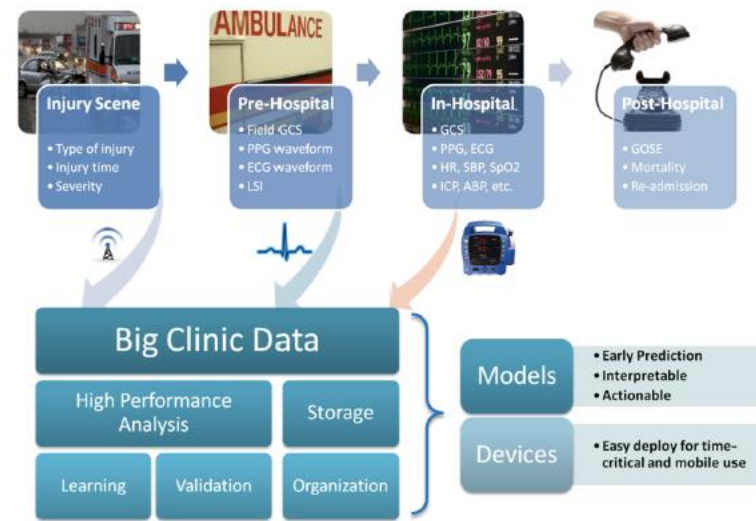 AMBULANCE
Injury Scene
• Type of injury
• Injury time
• Severity
Pre-Hospital
• Field GCS
• PPG waveform
• ECG waveform
• LSI
In-Hospital
• GCS
• PPG, ECG
• HR, SBP, SpO2
• ICP, ABP, etc.
Post-Hospital
• GOSE
• Mortality
• Re-admission
Big Clinic Data
High Performance
Analysis
Storage
Learning
Validation
Organization
Models
• Early Prediction
• Interpretable
• Actionable
Devices
• Easy deploy for time-
critical and mobile use